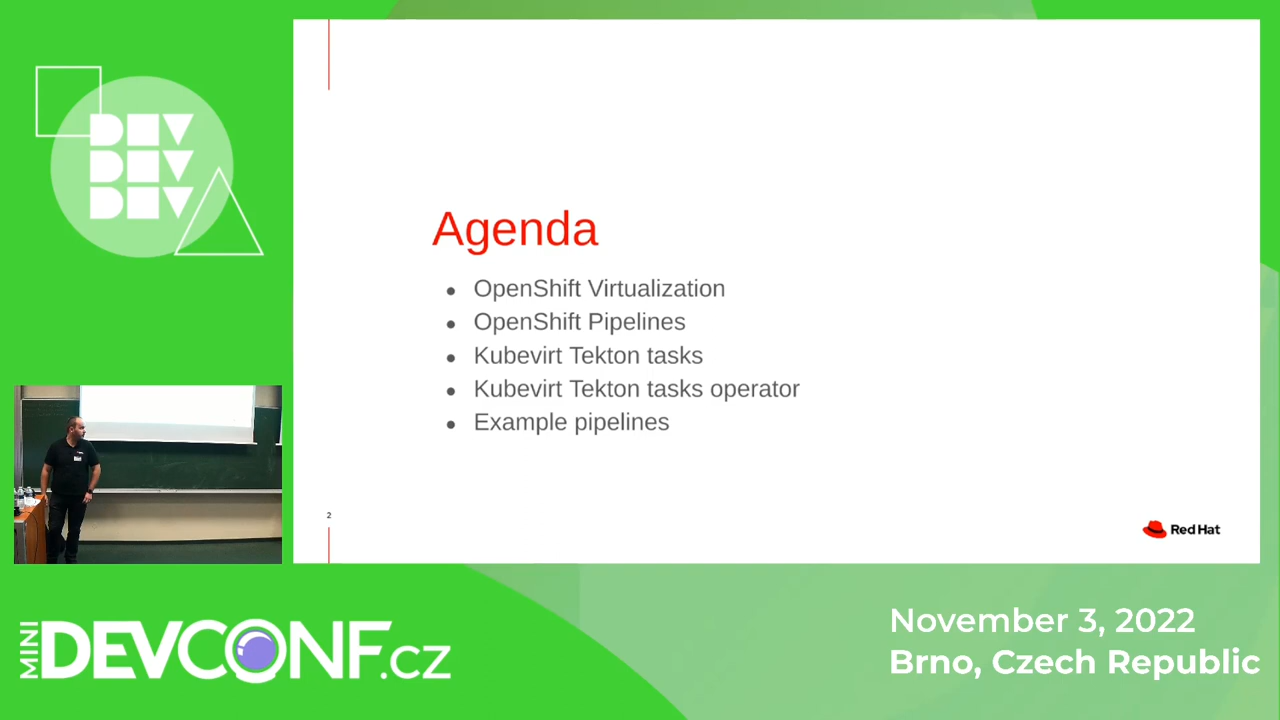 DEV
DEV
DEV
Agenda
● OpenShift Virtualization
● OpenShift Pipelines
● Kubevirt Tekton tasks
● Kubevirt Tekton tasks operator
● Example pipelines
2
Red Hat
MINI DEVCONF.cz
November 3, 2022
Brno, Czech Republic